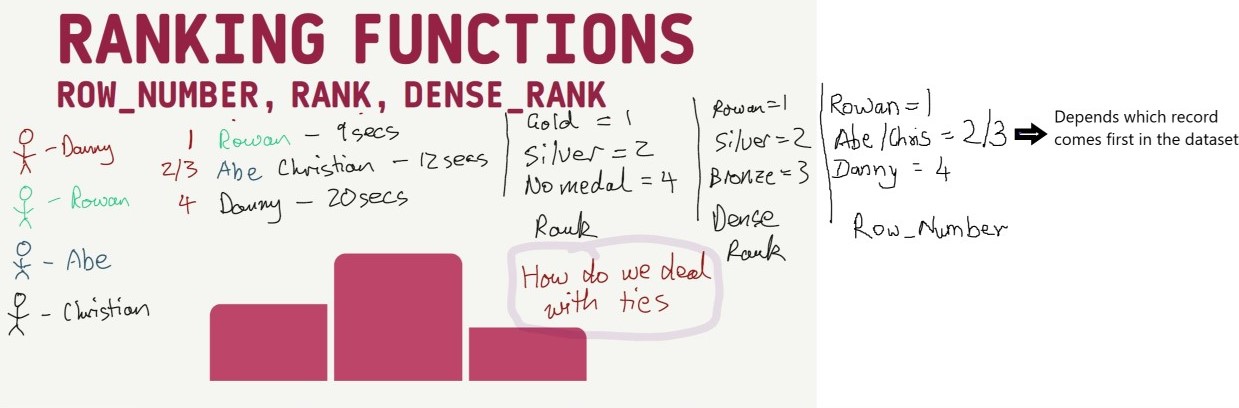 RANKING FUNCTIONS
ROW_NUMBER, RANK, DENSE_RANK
- Danny
- Rowan
- Abe
- Christian
1 Rowan - 9secs
2/3 Abe Christian - 12secs
4 Danny - 20secs
Gold = 1
Silver = 2
No medal = 4
Rank
Rowan = 1
Silver = 2
Bronze = 3
Dense
Rank
Rowan = 1
Abe/Chris = 2/3
Danny = 4
Row_Number
Depends which record
comes first in the dataset
How do we deal
with ties